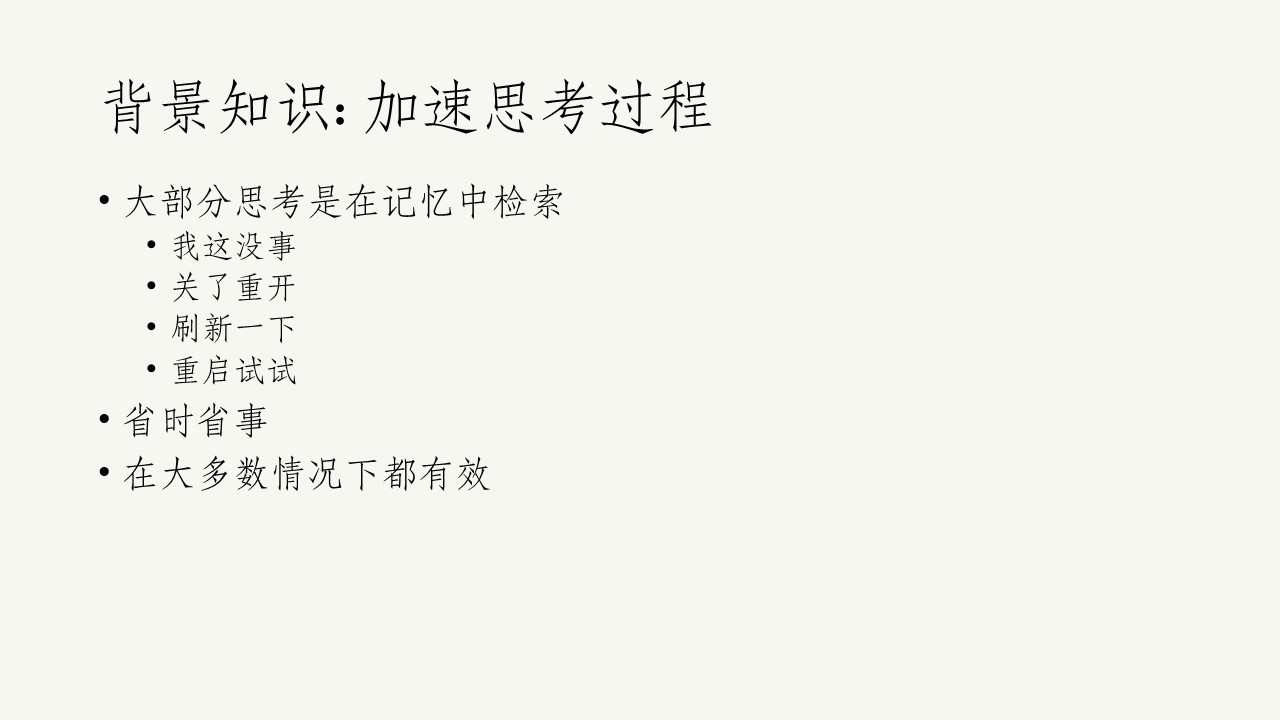 背景知识: 加速思考过程
• 大部分思考是在记忆中检索
• 我这没事
• 关了重开
• 刷新一下
• 重启试试
• 省时省事
• 在大多数情况下都有效